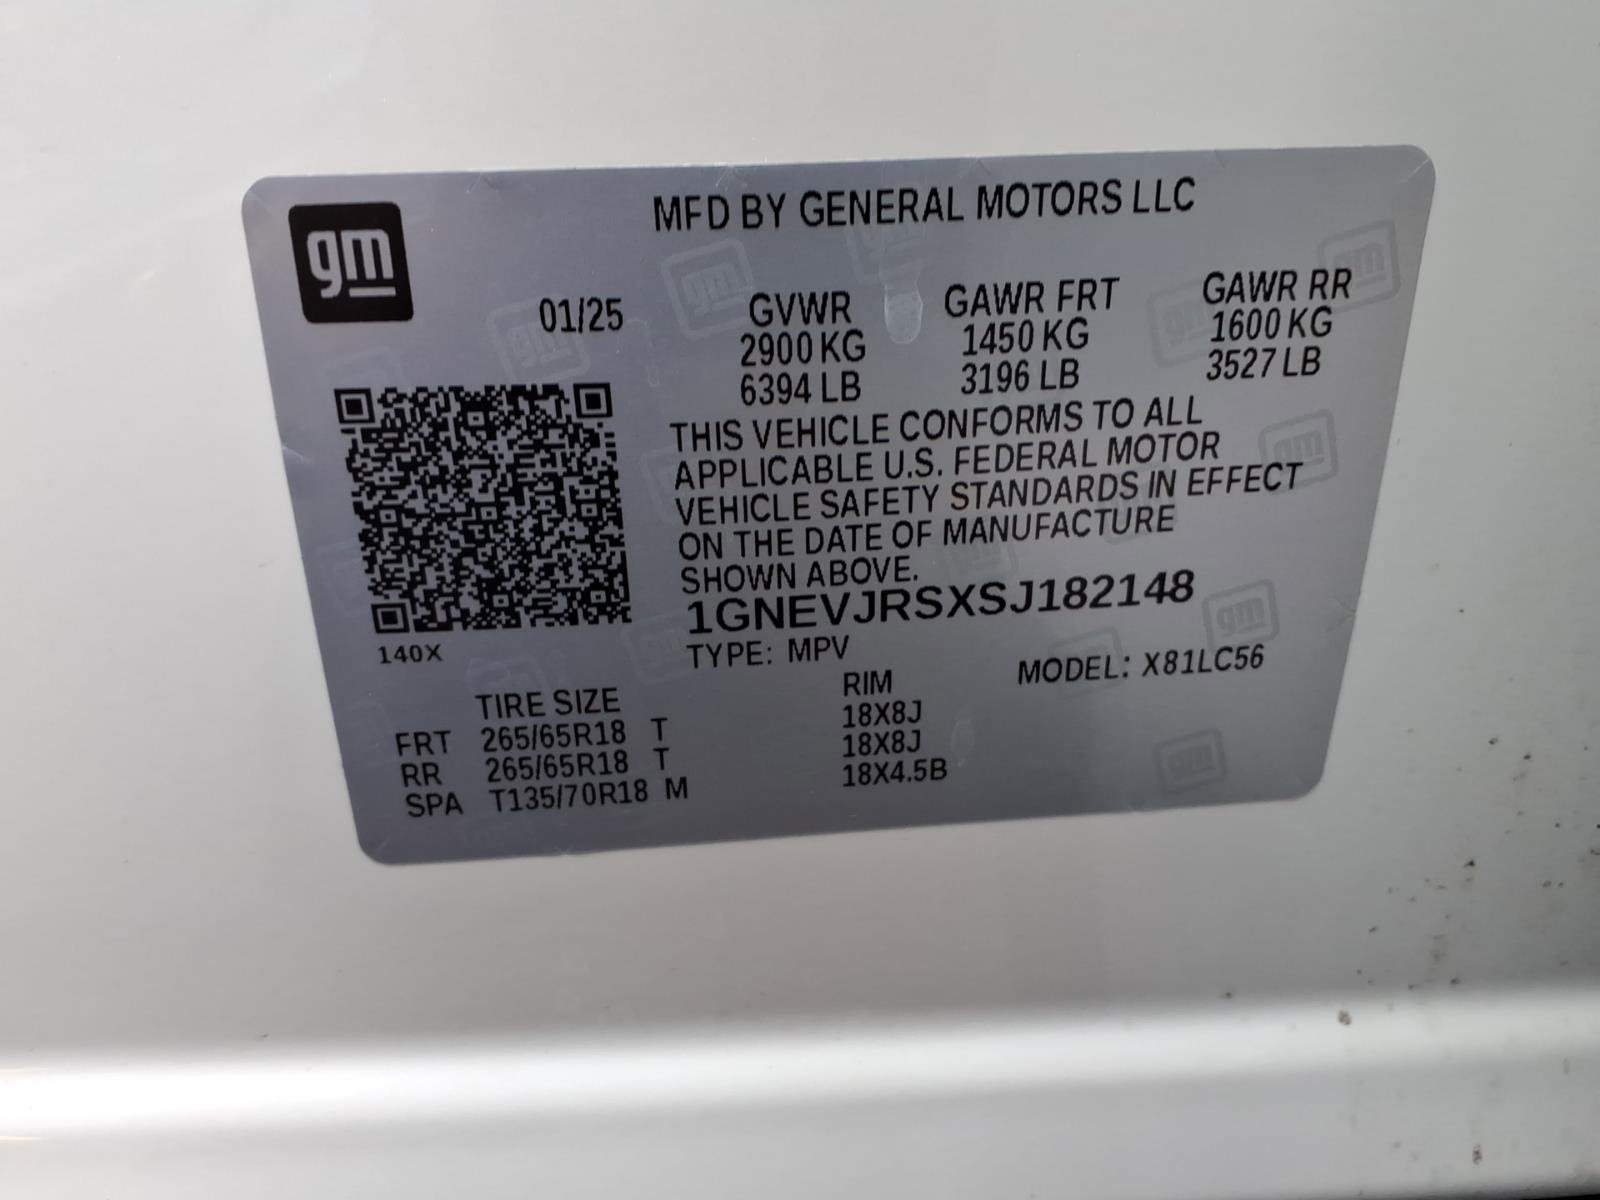 gm
MFD BY GENERAL MOTORS LLC
01/25 GVWR GAWR FRT GAWR RR
2900 KG 1450 KG 1600 KG
6394 LB 3196 LB 3527 LB
THIS VEHICLE CONFORMS TO ALL
APPLICABLE U.S. FEDERAL MOTOR
VEHICLE SAFETY STANDARDS IN EFFECT
ON THE DATE OF MANUFACTURE
SHOWN ABOVE.
1GNEVJRSXSJ182148
140X
TYPE: MPV MODEL: X81LC56
TIRE SIZE RIM
FRT 265/65R18 T 18X8J
RR 265/65R18 T 18X8J
SPA T135/70R18 M 18X4.5B